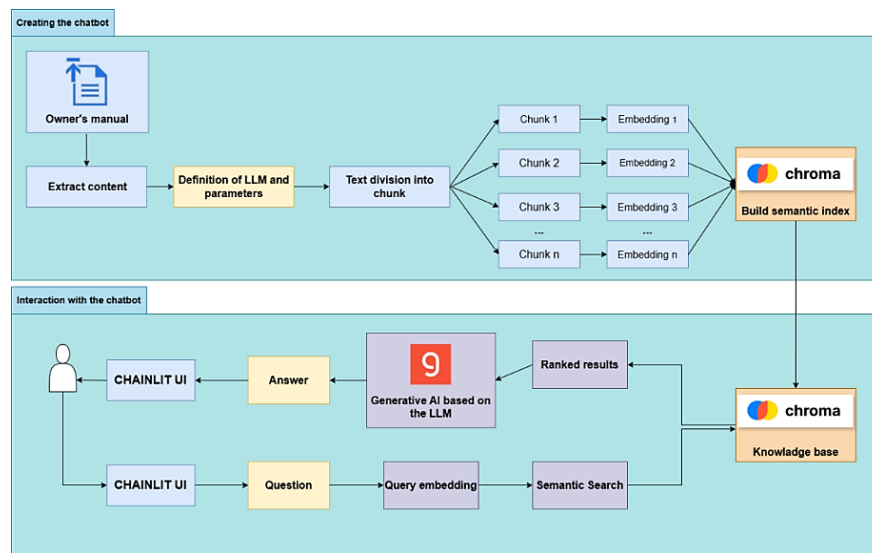 Creating the chatbot
Owner's manual
Extract content
Definition of LLM and
parameters
Text division into
chunk
Chunk 1
Embedding 1
Chunk 2
Embedding 2
Chunk 3
Embedding 3
...
...
Chunk n
Embedding n
chroma
Build semantic index
Interaction with the chatbot
CHAINLIT UI
Answer
g
Generative AI based on
the LLM
Ranked results
chroma
Knowladge base
CHAINLIT UI
Question
Query embedding
Semantic Search